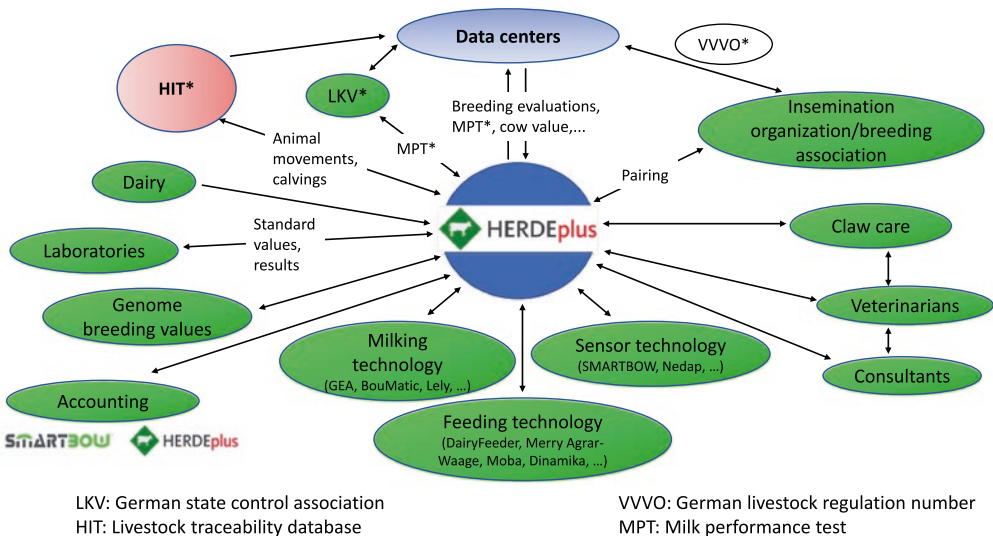 Data centers
VVVO*
HIT*
LKV*
Breeding evaluations,
MPT*, cow value,...
Insemination
organization/breeding
association
Animal
movements,
calvings
MPT*
Pairing
Dairy
HERDEplus
Standard
values,
results
Claw care
Laboratories
Genome
breeding values
Veterinarians
Milking
technology
(GEA, BouMatic, Lely, ...)
Sensor technology
(SMARTBOW, Nedap, ...)
Consultants
Accounting
Feeding technology
(DairyFeeder, Merry Agrar-
Waage, Moba, Dinamika, ...)
SMARTBOW HERDEplus
LKV: German state control association
HIT: Livestock traceability database
VVVO: German livestock regulation number
MPT: Milk performance test